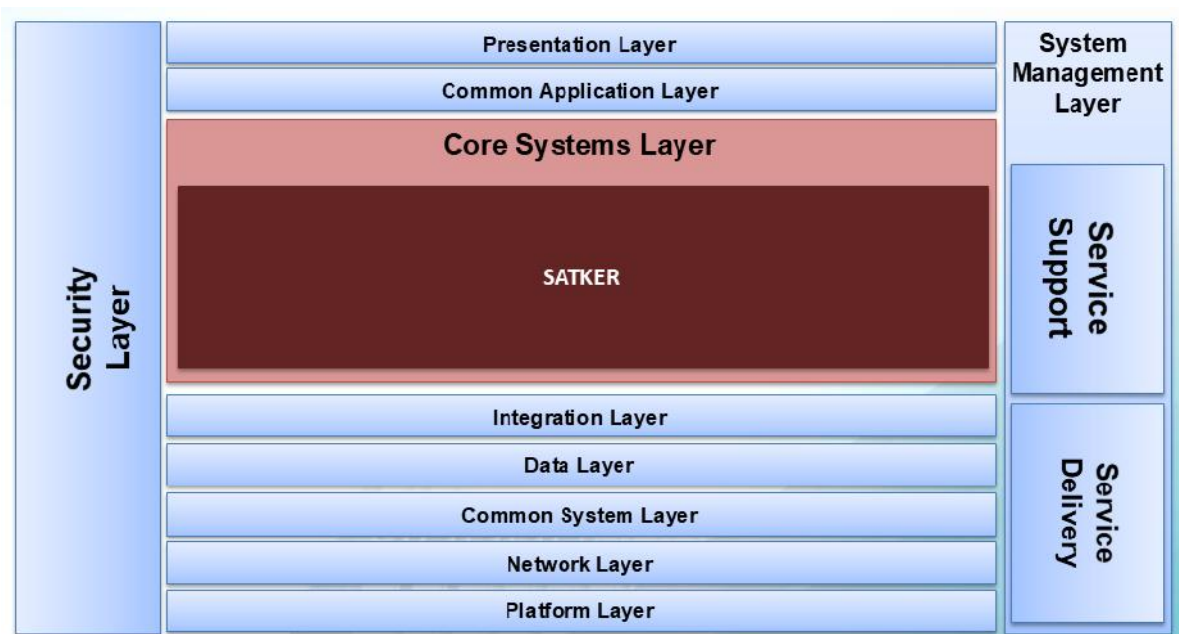 Security
Layer
Presentation Layer
Common Application Layer
Core Systems Layer
SATKER
Integration Layer
Data Layer
Common System Layer
Network Layer
Platform Layer
System
Management
Layer
Service
Support
Service
Delivery